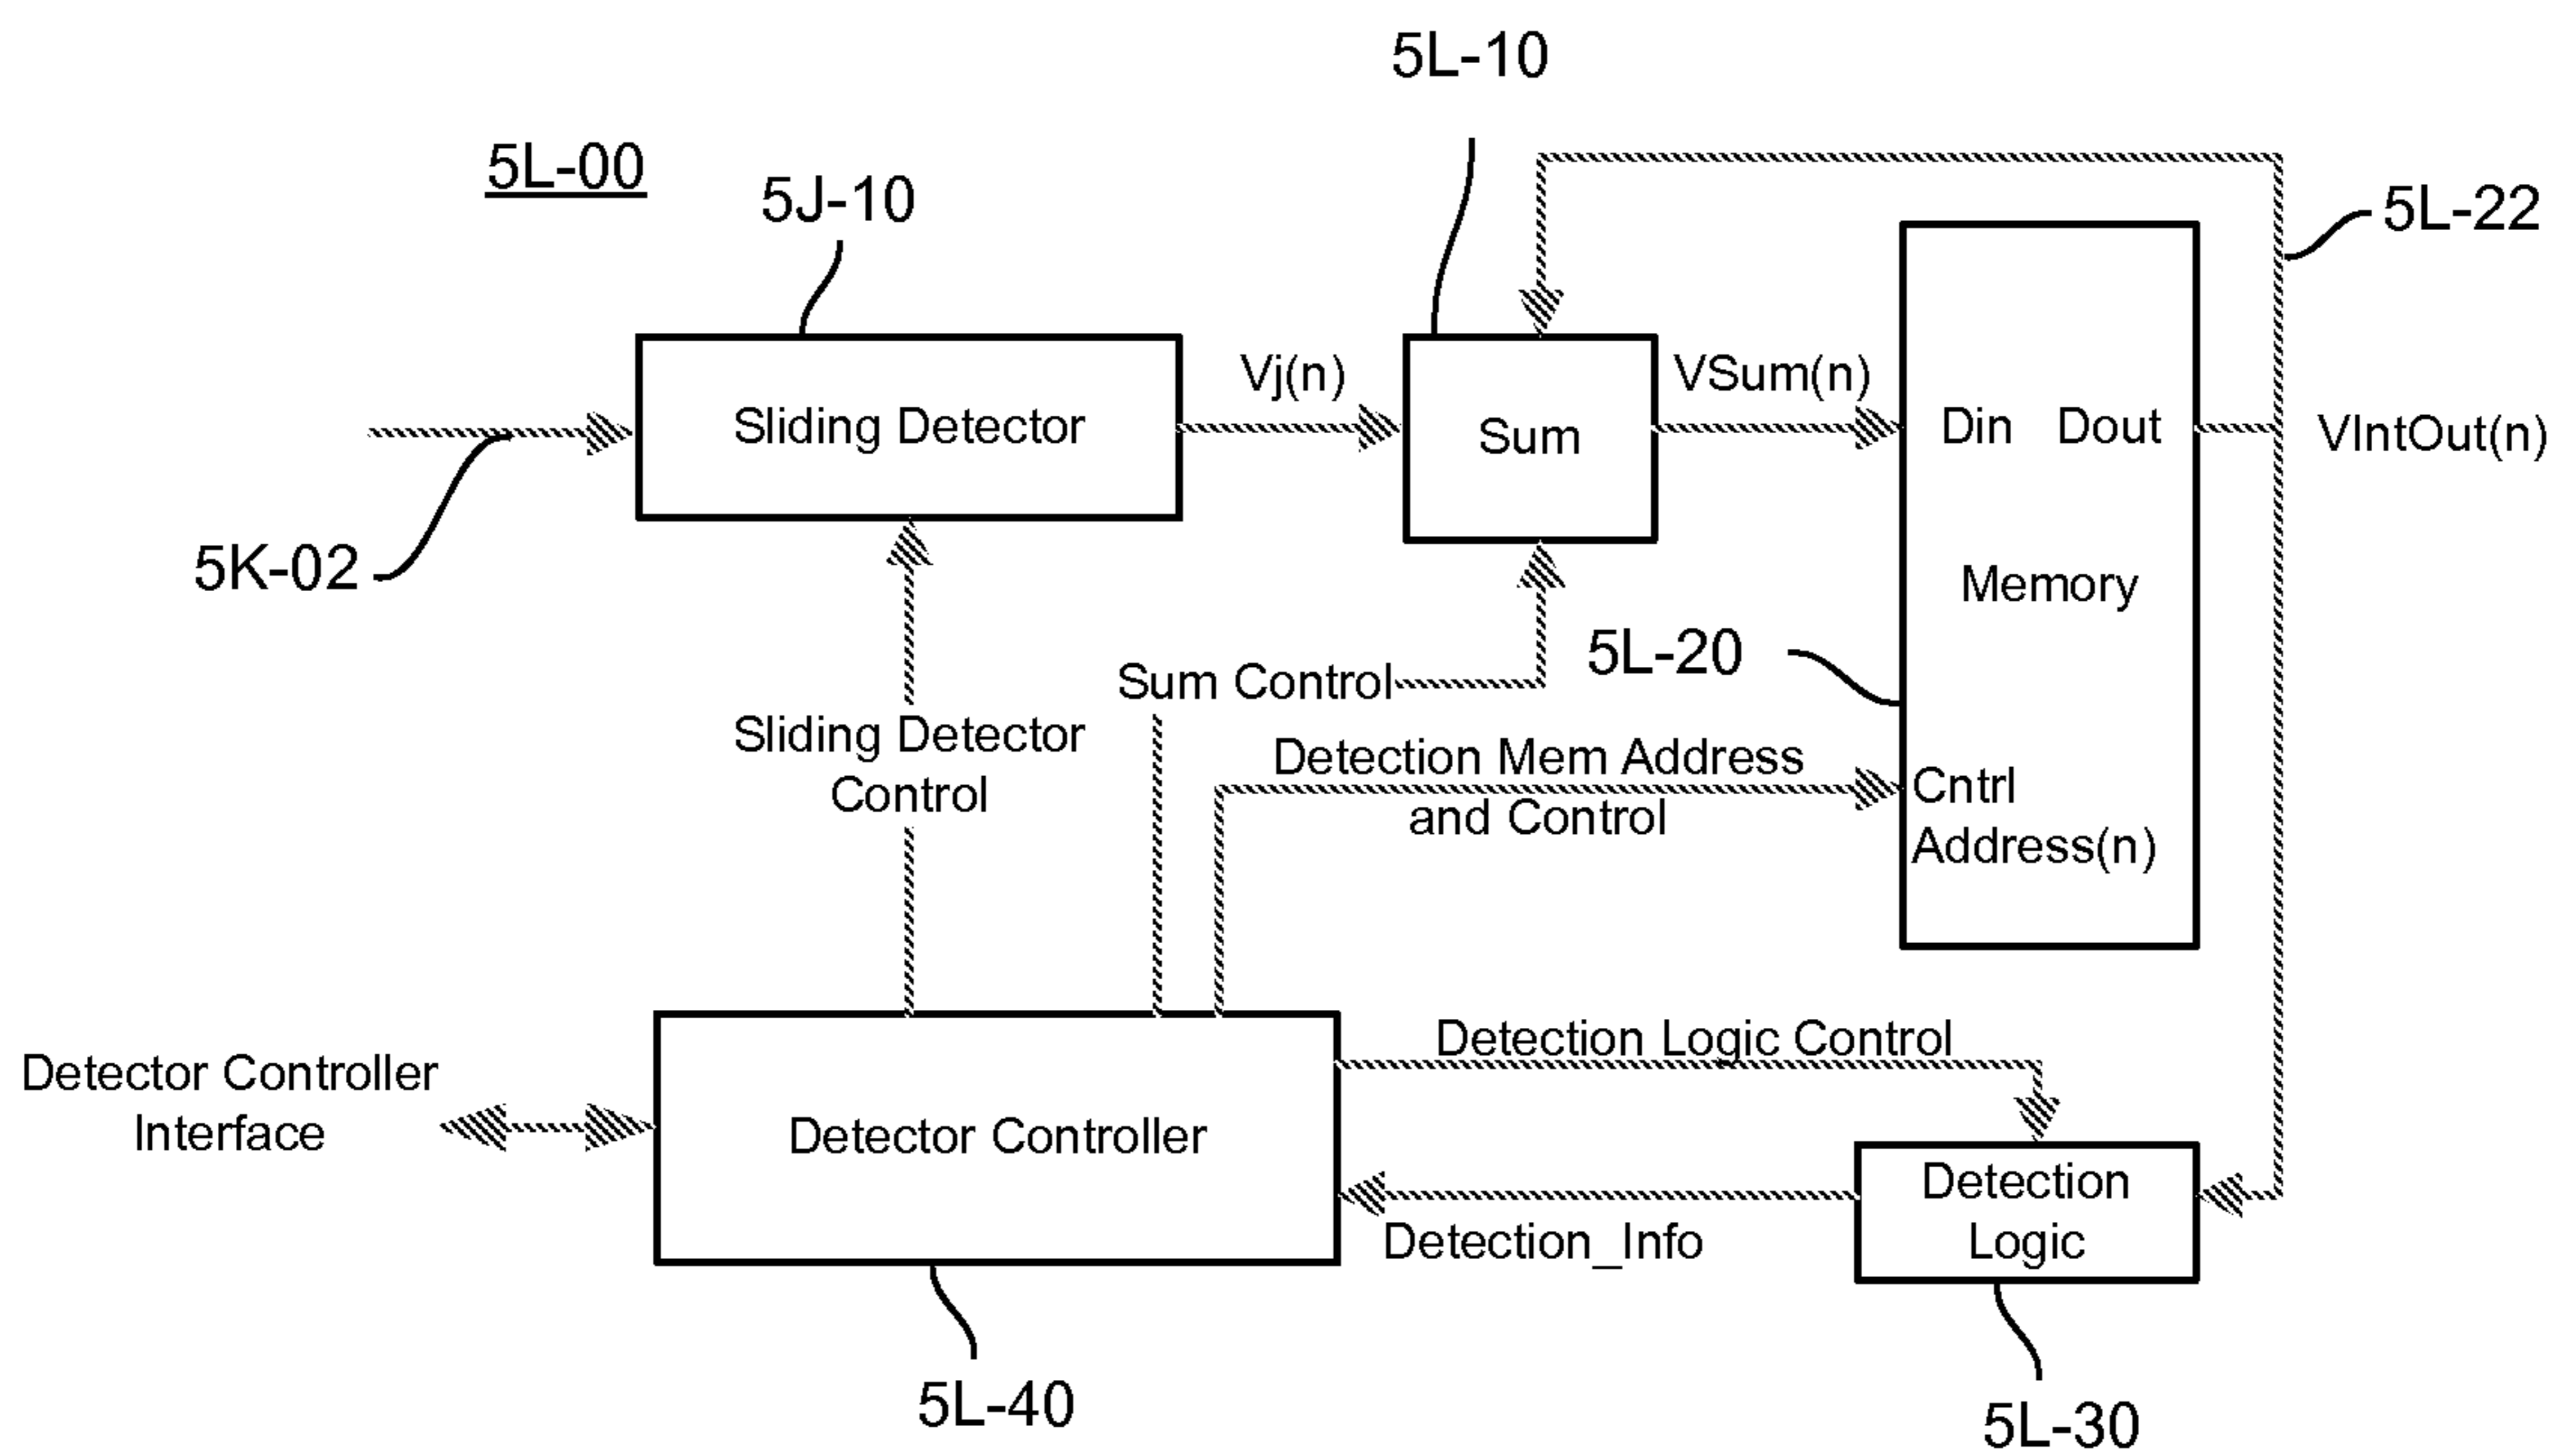 5L-10
5L-00
5J-10
5L-22
Vj(n)
VSum(n)
Sliding Detector
Sum
Din Dout
VIntOut(n)
5K-02
Memory
5L-20
Sum Control
Sliding Detector
Control
Detection Mem Address
and Control
Cntrl
Address(n)
Detection Logic Control
Detector Controller
Interface
Detector Controller
Detection
Logic
Detection_Info
5L-40
5L-30